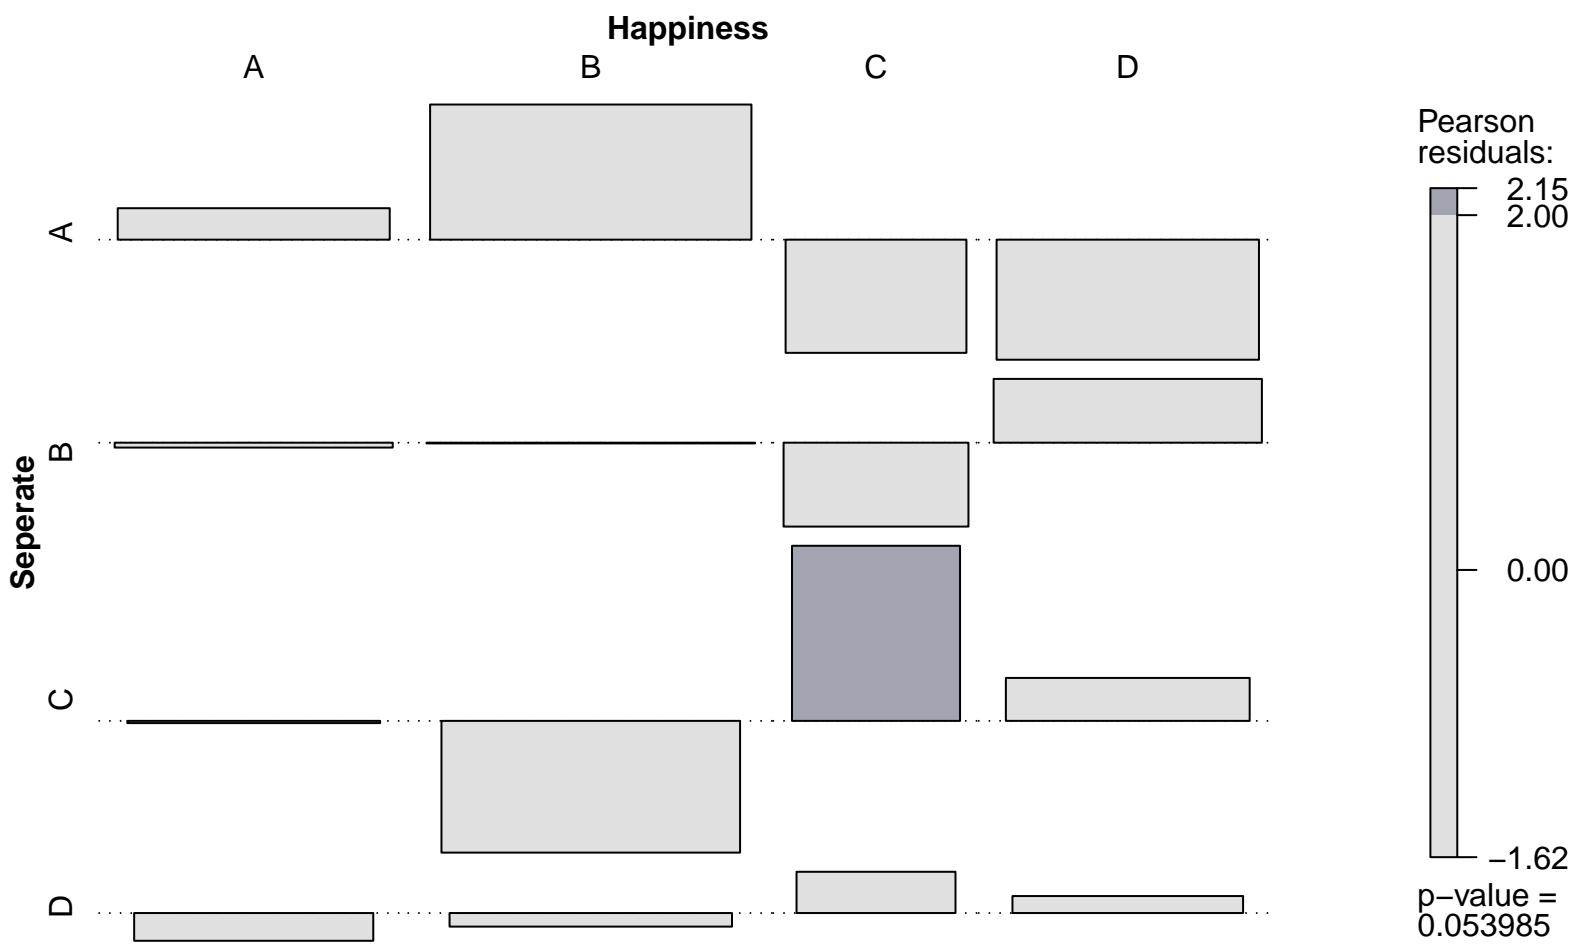 Happiness
A B C D
Seperate
A
B
C
D
Pearson
residuals:
2.15
2.00
0.00
−1.62
p−value =
0.053985